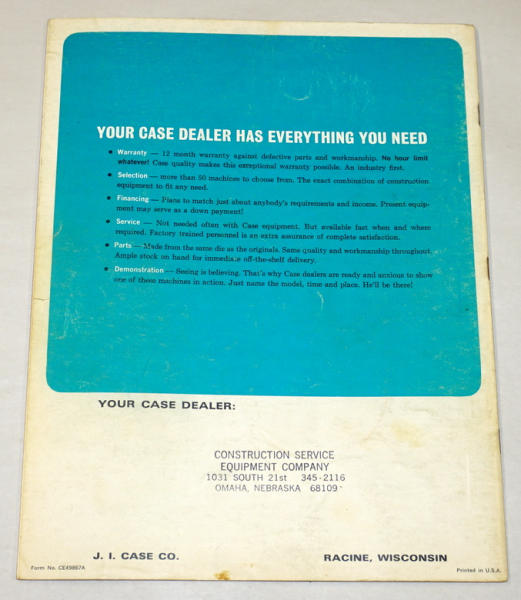 YOUR CASE DEALER HAS EVERYTHING YOU NEED
• Warranty — 12 month warranty against defective parts and workmanship. No hour limit
whatever! Case quality makes this exceptional warranty possible. An industry first.
• Selection — more than 50 machines to choose from. The exact combination of construction
equipment to fit any need.
• Financing — Plans to match just about anybody's requirements and income. Present equip-
ment may serve as a down payment!
• Service — Not needed often with Case equipment. But available fast when and where
required. Factory trained personnel is an extra assurance of complete satisfaction.
• Parts — Made from the same die as the originals. Same quality and workmanship throughout.
Ample stock on hand for immediate off-the-shelf delivery.
• Demonstration — Seeing is believing. That's why Case dealers are ready and anxious to show
one of these machines in action. Just name the model, time and place. He'll be there!
YOUR CASE DEALER:
CONSTRUCTION SERVICE
EQUIPMENT COMPANY
1031 SOUTH 21st 345-2116
OMAHA, NEBRASKA 68109
J. I. CASE CO. RACINE, WISCONSIN
Form No. CE49867A Printed in U.S.A.